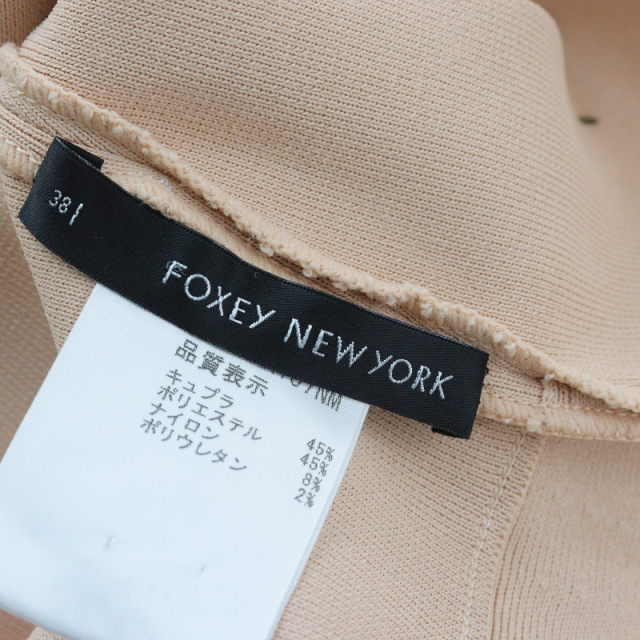 38
FOXEY NEW YORK
品質表示
キュプラ 45%
ポリエステル 45%
ナイロン 8%
ポリウレタン 2%